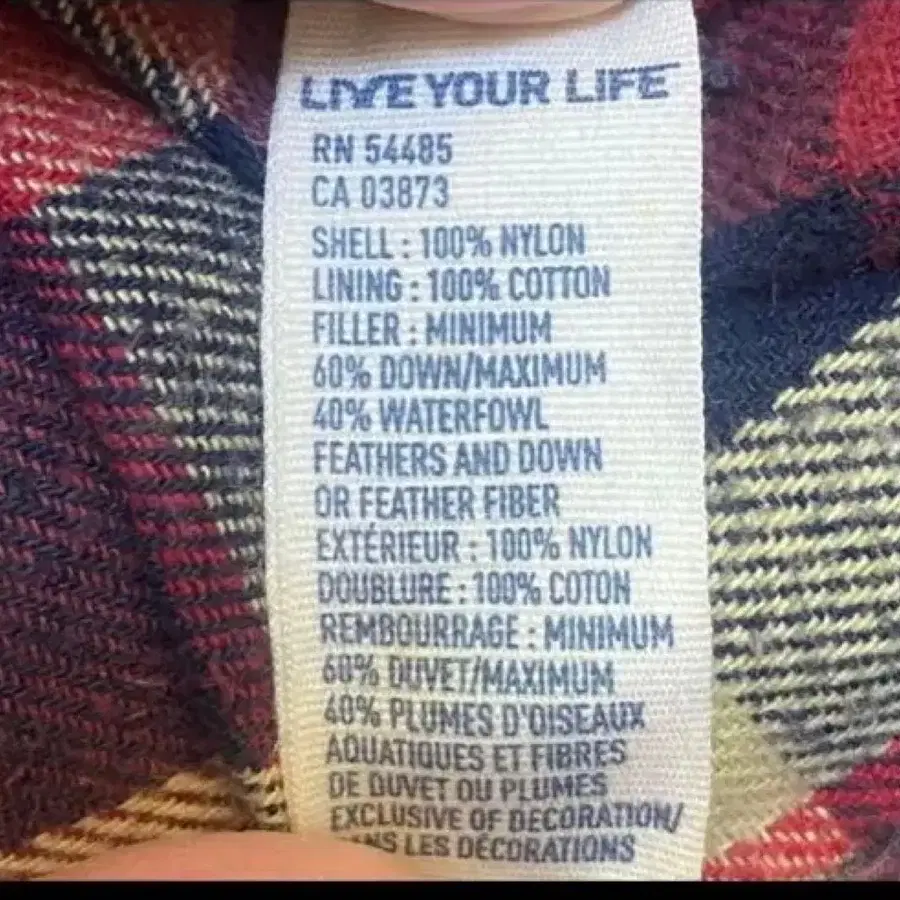 LIVE YOUR LIFE
RN 54485
CA 03873
SHELL : 100% NYLON
LINING : 100% COTTON
FILLER : MINIMUM
60% DOWN/MAXIMUM
40% WATERFOWL
FEATHERS AND DOWN
OR FEATHER FIBER
EXTÉRIEUR : 100% NYLON
DOUBLURE : 100% COTON
REMBOURRAGE : MINIMUM
60% DUVET/MAXIMUM
40% PLUMES D'OISEAUX
AQUATIQUES ET FIBRES
DE DUVET OU PLUMES
EXCLUSIVE OF DECORATION/
LES DÉCORATIONS